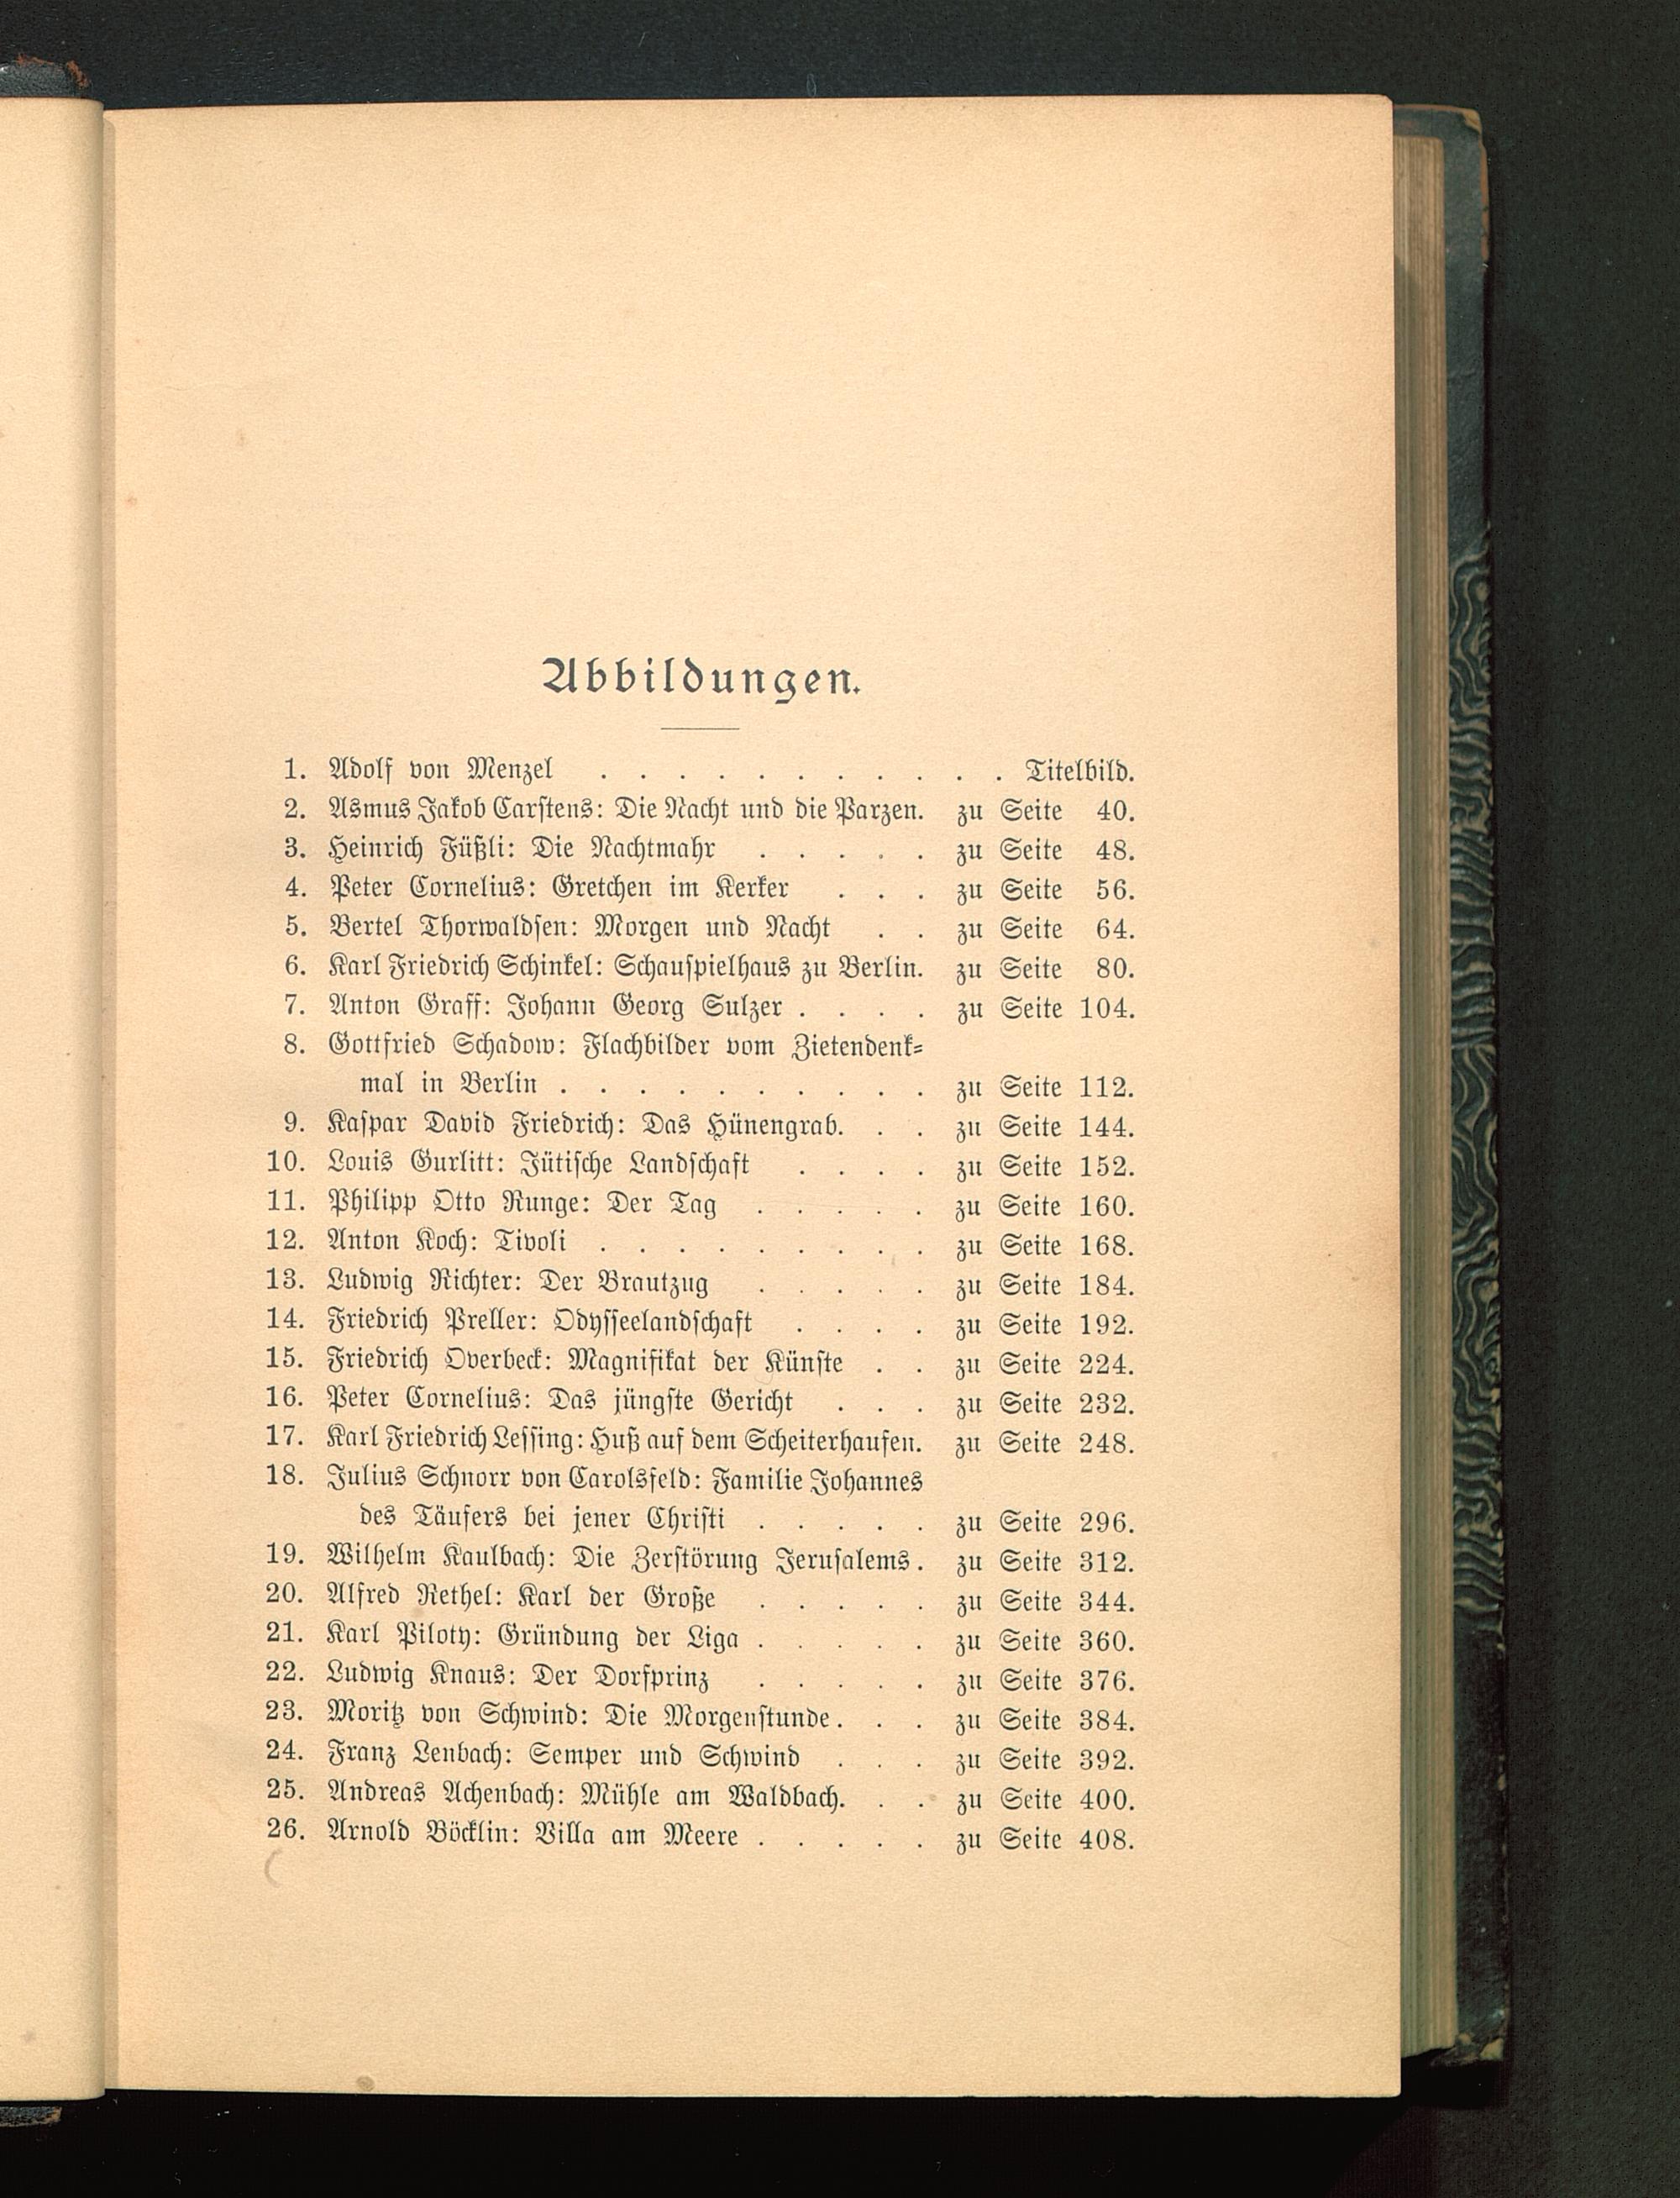 Abbildungen.
1. Adolf von Menzel . . . . . . . . . . . Titelbild.
2. Asmus Jakob Carstens: Die Nacht und die Parzen. zu Seite 40.
3. Heinrich Füßli: Die Nachtmahr . . . . . zu Seite 48.
4. Peter Cornelius: Gretchen im Kerker . . . zu Seite 56.
5. Bertel Thorwaldsen: Morgen und Nacht . . zu Seite 64.
6. Karl Friedrich Schinkel: Schauspielhaus zu Berlin. zu Seite 80.
7. Anton Graff: Johann Georg Sulzer . . . . zu Seite 104.
8. Gottfried Schadow: Flachbilder vom Zietendenk-
mal in Berlin . . . . . . . . . . zu Seite 112.
9. Kaspar David Friedrich: Das Hünengrab. . . zu Seite 144.
10. Louis Gurlitt: Jütische Landschaft . . . . zu Seite 152.
11. Philipp Otto Runge: Der Tag . . . . . zu Seite 160.
12. Anton Koch: Tivoli . . . . . . . . . zu Seite 168.
13. Ludwig Richter: Der Brautzug . . . . . zu Seite 184.
14. Friedrich Preller: Odysseelandschaft . . . . zu Seite 192.
15. Friedrich Overbeck: Magnifikat der Künste . . zu Seite 224.
16. Peter Cornelius: Das jüngste Gericht . . . zu Seite 232.
17. Karl Friedrich Lessing: Huß auf dem Scheiterhaufen. zu Seite 248.
18. Julius Schnorr von Carolsfeld: Familie Johannes
des Täufers bei jener Christi . . . . . zu Seite 296.
19. Wilhelm Kaulbach: Die Zerstörung Jerusalems. zu Seite 312.
20. Alfred Rethel: Karl der Große . . . . . zu Seite 344.
21. Karl Piloty: Gründung der Liga . . . . . zu Seite 360.
22. Ludwig Knaus: Der Dorfprinz . . . . . zu Seite 376.
23. Moritz von Schwind: Die Morgenstunde. . . zu Seite 384.
24. Franz Lenbach: Semper und Schwind . . . zu Seite 392.
25. Andreas Achenbach: Mühle am Waldbach. . . zu Seite 400.
26. Arnold Böcklin: Villa am Meere . . . . . zu Seite 408.